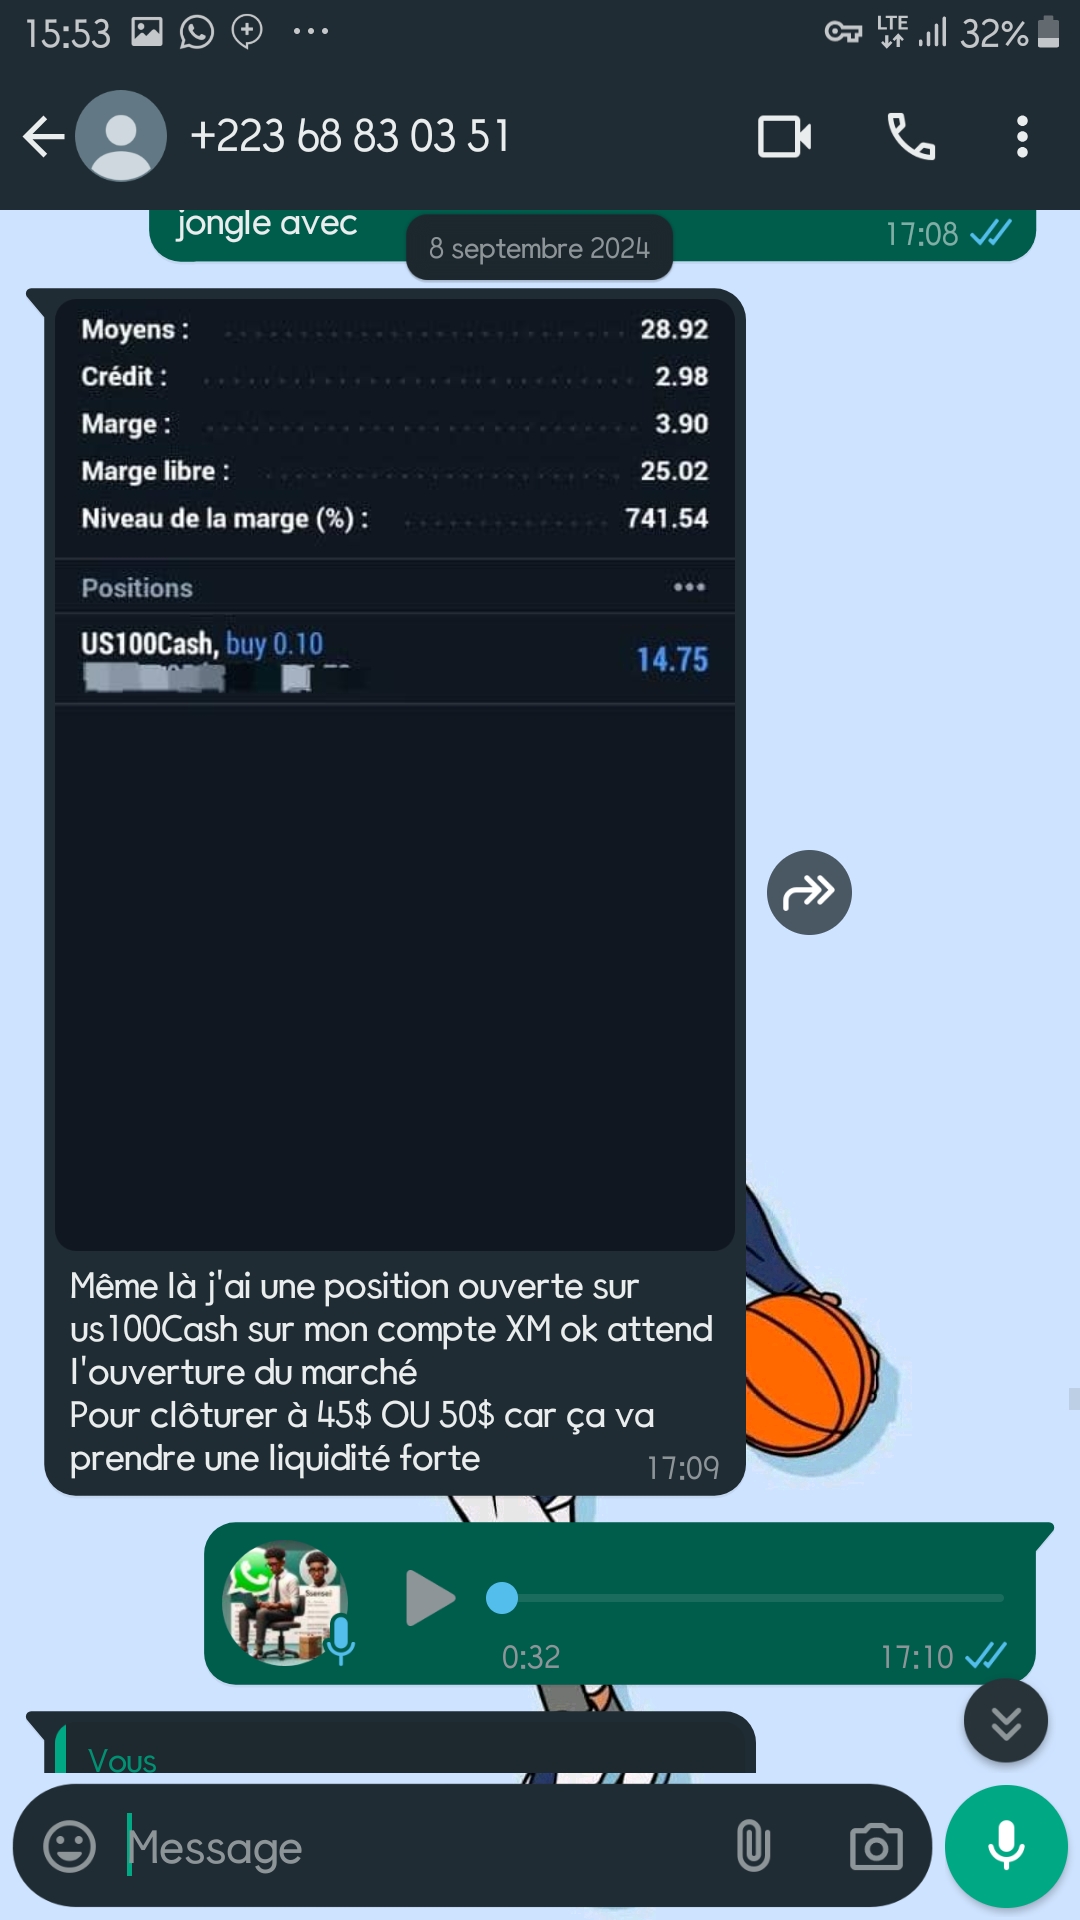 15:53
LTE
32%
+223 68 83 03 51
jongle avec
17:08
8 septembre 2024
Moyens : 28.92
Crédit : 2.98
Marge : 3.90
Marge libre : 25.02
Niveau de la marge (%) : 741.54
Positions
US100Cash, buy 0.10
14.75
Même là j'ai une position ouverte sur
us100Cash sur mon compte XM ok attend
l'ouverture du marché
Pour clôturer à 45$ OU 50$ car ça va
prendre une liquidité forte
17:09
0:32
17:10
Vous
Message